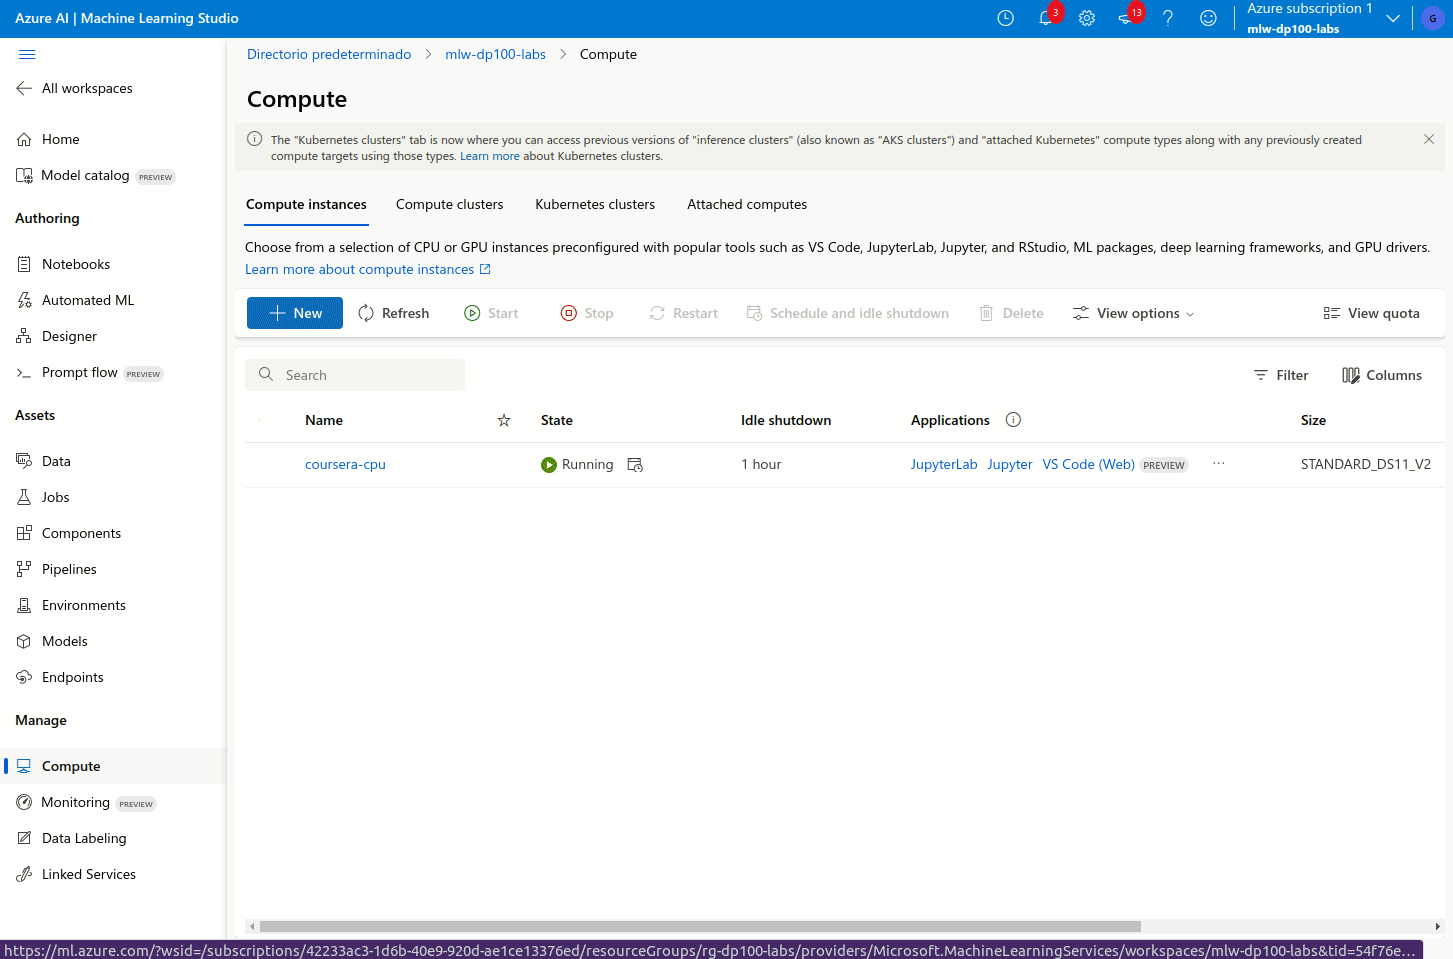 Azure AI | Machine Learning Studio
3
13
Azure subscription 1
mlw-dp100-labs
G
Directorio predeterminado > mlw-dp100-labs > Compute
All workspaces
Home
Model catalog PREVIEW
Authoring
Notebooks
Automated ML
Designer
Prompt flow PREVIEW
Assets
Data
Jobs
Components
Pipelines
Environments
Models
Endpoints
Manage
Compute
Monitoring PREVIEW
Data Labeling
Linked Services
Compute
The "Kubernetes clusters" tab is now where you can access previous versions of "inference clusters" (also known as "AKS clusters") and "attached Kubernetes" compute types along with any previously created
compute targets using those types. Learn more about Kubernetes clusters.
Compute instances Compute clusters Kubernetes clusters Attached computes
Choose from a selection of CPU or GPU instances preconfigured with popular tools such as VS Code, JupyterLab, Jupyter, and RStudio, ML packages, deep learning frameworks, and GPU drivers.
Learn more about compute instances
New Refresh Start Stop Restart Schedule and idle shutdown Delete View options View quota
Search Filter Columns
Name State Idle shutdown Applications Size
coursera-cpu Running 1 hour JupyterLab Jupyter VS Code (Web) PREVIEW ... STANDARD_DS11_V2
https://ml.azure.com/?wsid=/subscriptions/42233ac3-1d6b-40e9-920d-ae1ce13376ed/resourceGroups/rg-dp100-labs/providers/Microsoft.MachineLearningServices/workspaces/mlw-dp100-labs&tid=54f76e...